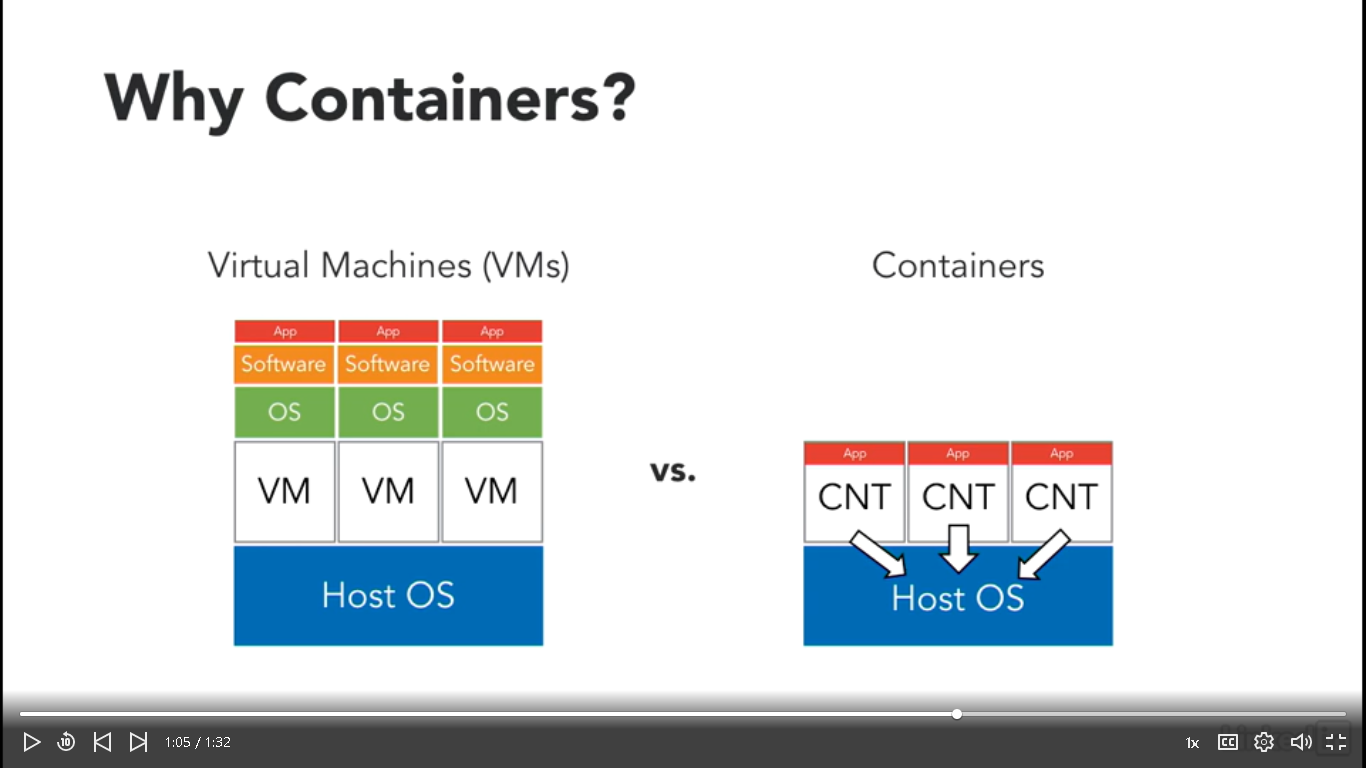 Why Containers?
Virtual Machines (VMs)
App App App
Software Software Software
OS OS OS
VM VM VM
Host OS
vs.
Containers
App App App
CNT CNT CNT
Host OS
10 1:05 / 1:32 1x CC